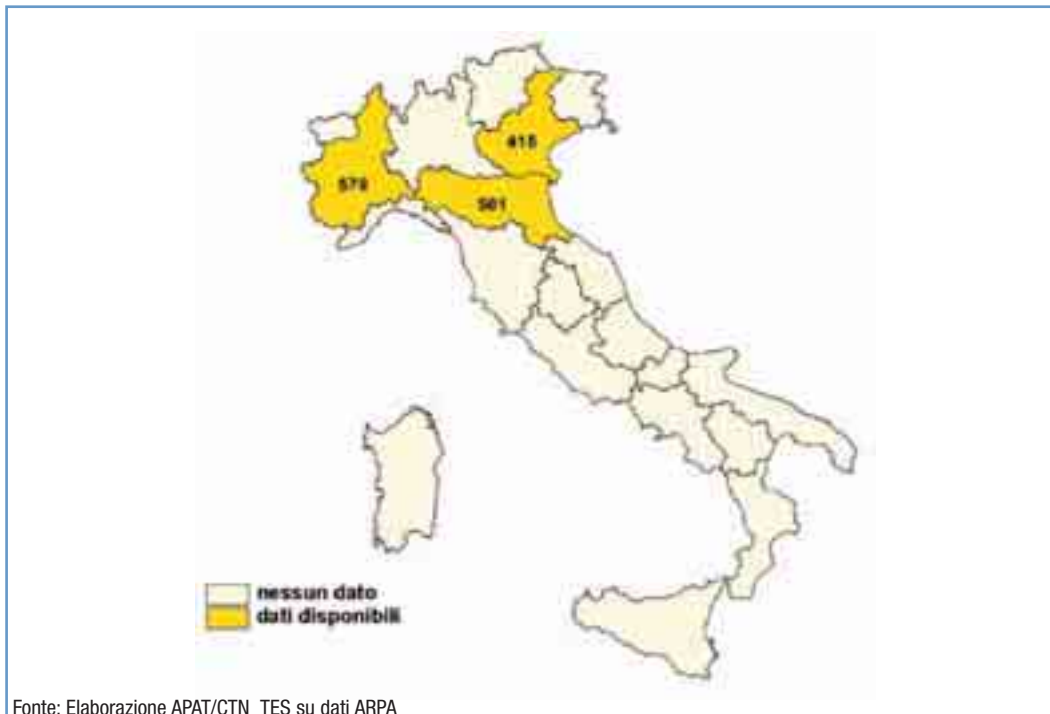 415
579
561
nessun dato
dati disponibili
Fonte: Elaborazione APAT/CTN_TES su dati ARPA